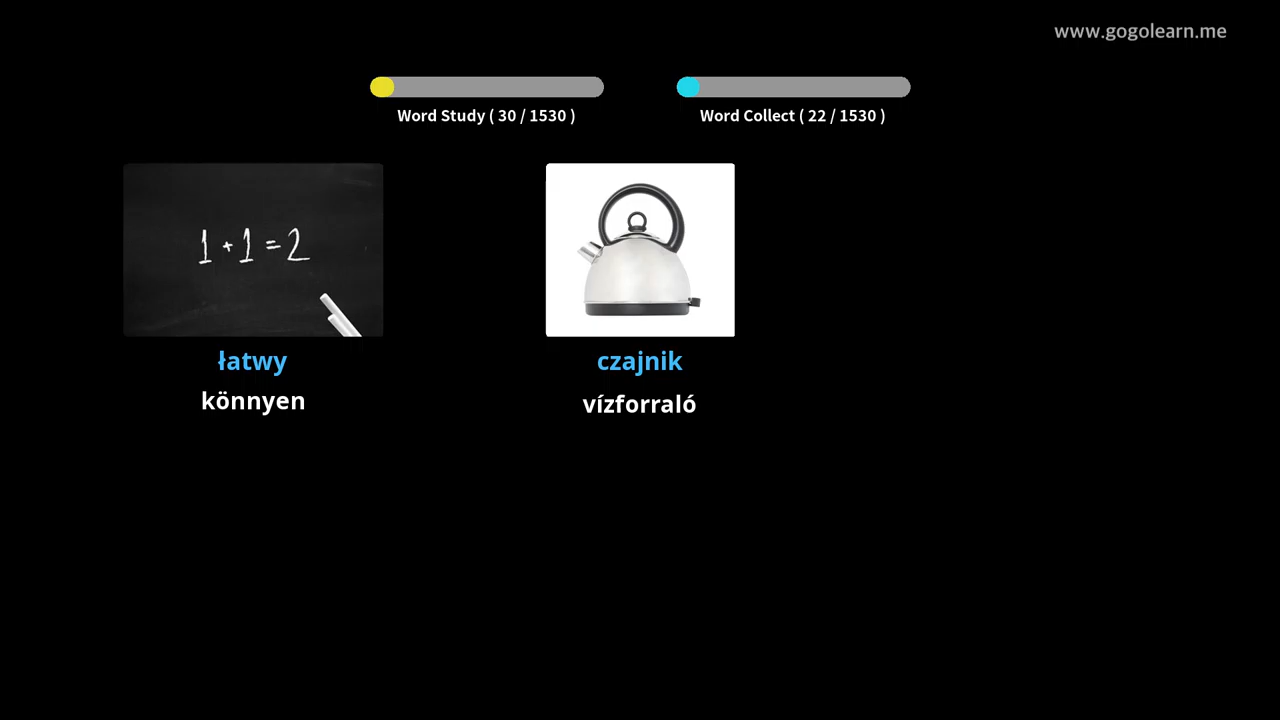 www.gogolearn.me
Word Study ( 30 / 1530 )
Word Collect ( 22 / 1530 )
1 + 1 = 2
łatwy
könnyen
czajnik
vízforraló